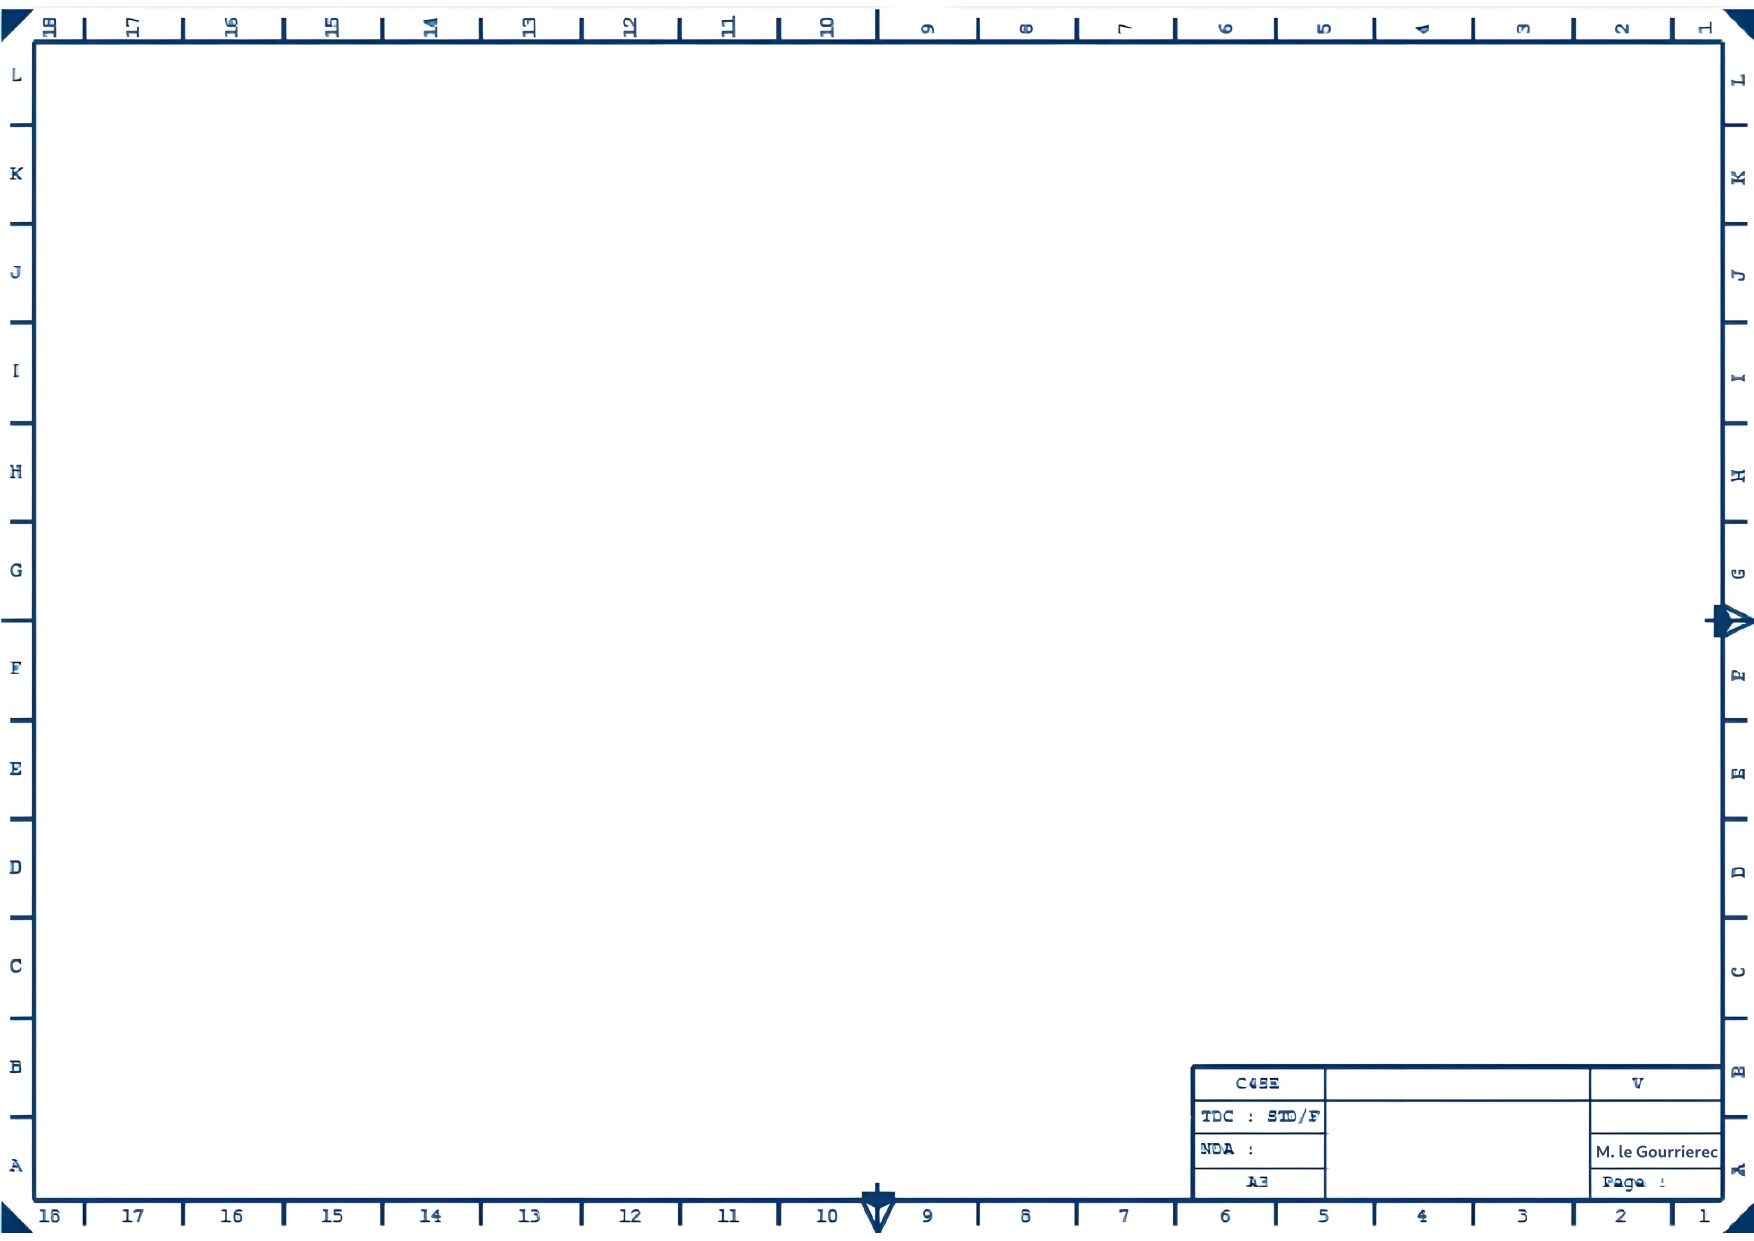 18 17 16 15 14 13 12 11 10 9 8 7 6 5 4 3 2 1
L L
K K
J J
I I
H H
G G
F F
E E
D D
C C
B B
V
TDC : STD/F
NDA :
M. le Gourrierec
A A
A3 Page :
18 17 16 15 14 13 12 11 10 9 8 7 6 5 4 3 2 1